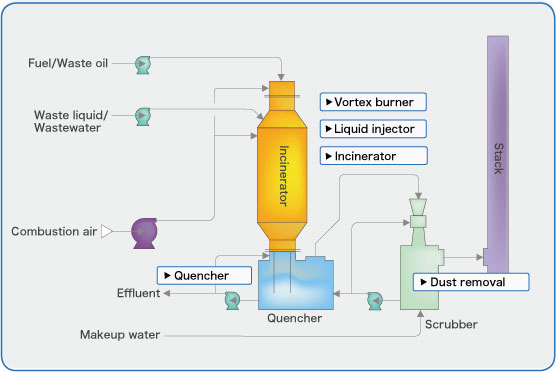 Fuel/Waste oil
Waste liquid/
Wastewater
Combustion air
Effluent
Makeup water
Incinerator
Vortex burner
Liquid injector
Incinerator
Quencher
Quencher
Stack
Dust removal
Scrubber